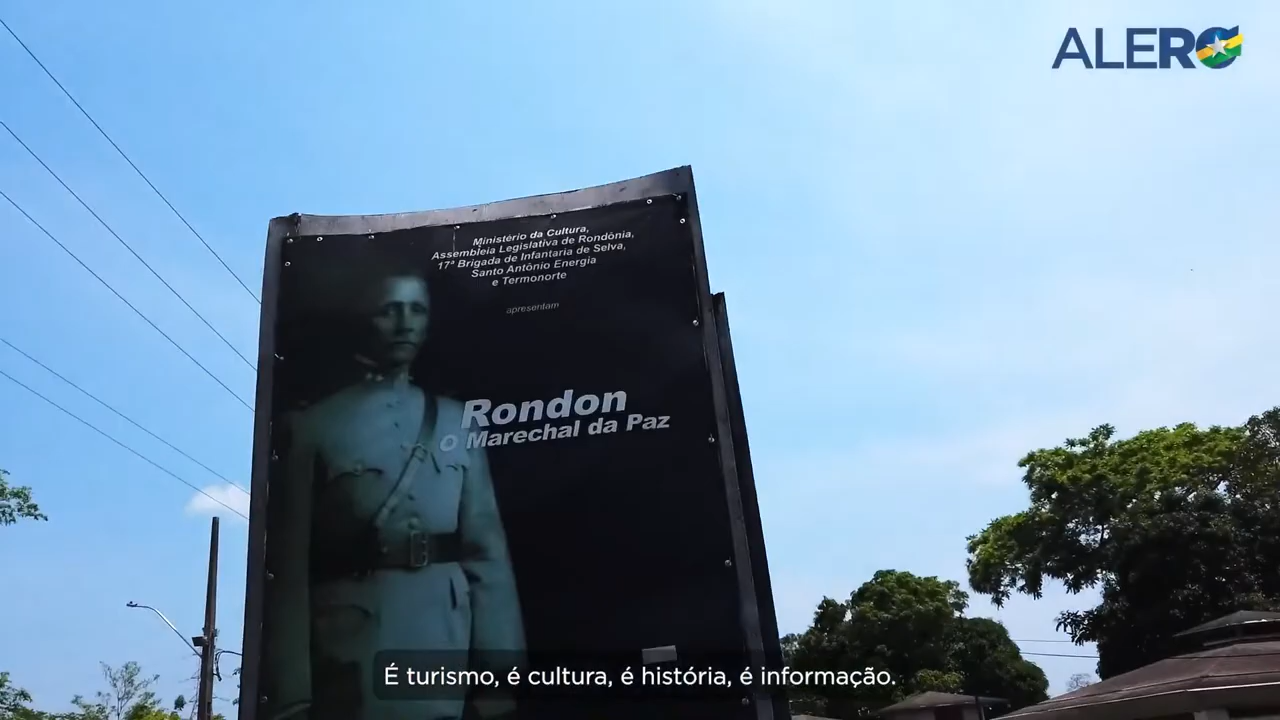 ALERO
Ministério da Cultura,
Assembleia Legislativa de Rondônia,
17ª Brigada de Infantaria de Selva,
Santo Antônio Energia
e Termonorte
apresentam
Rondon
O Marechal da Paz
É turismo, é cultura, é história, é informação.